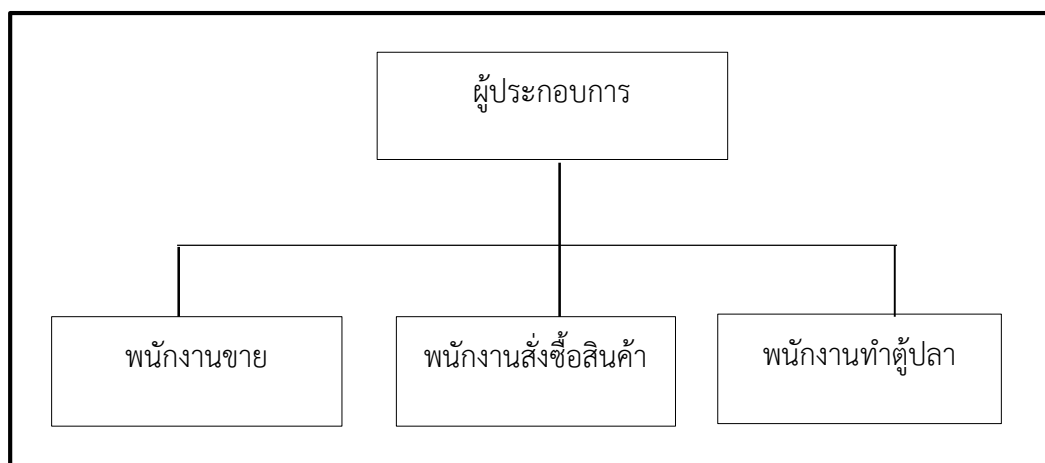 ผู้ประกอบการ
พนักงานขาย
พนักงานสั่งซื้อสินค้า
พนักงานทำตู้ปลา